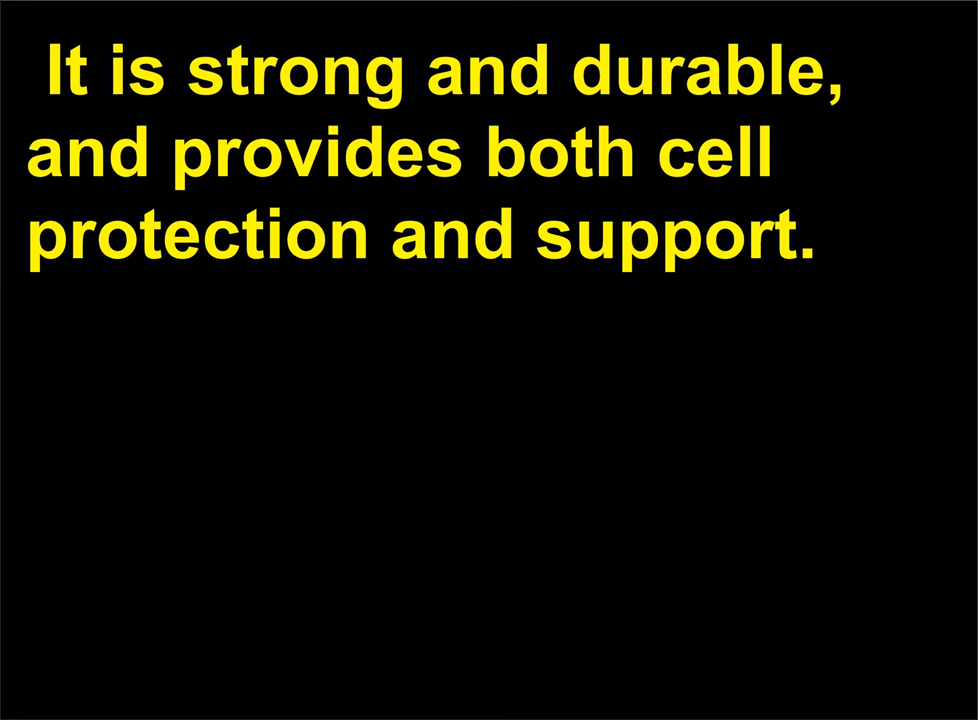 It is strong and durable,
and provides both cell
protection and support.